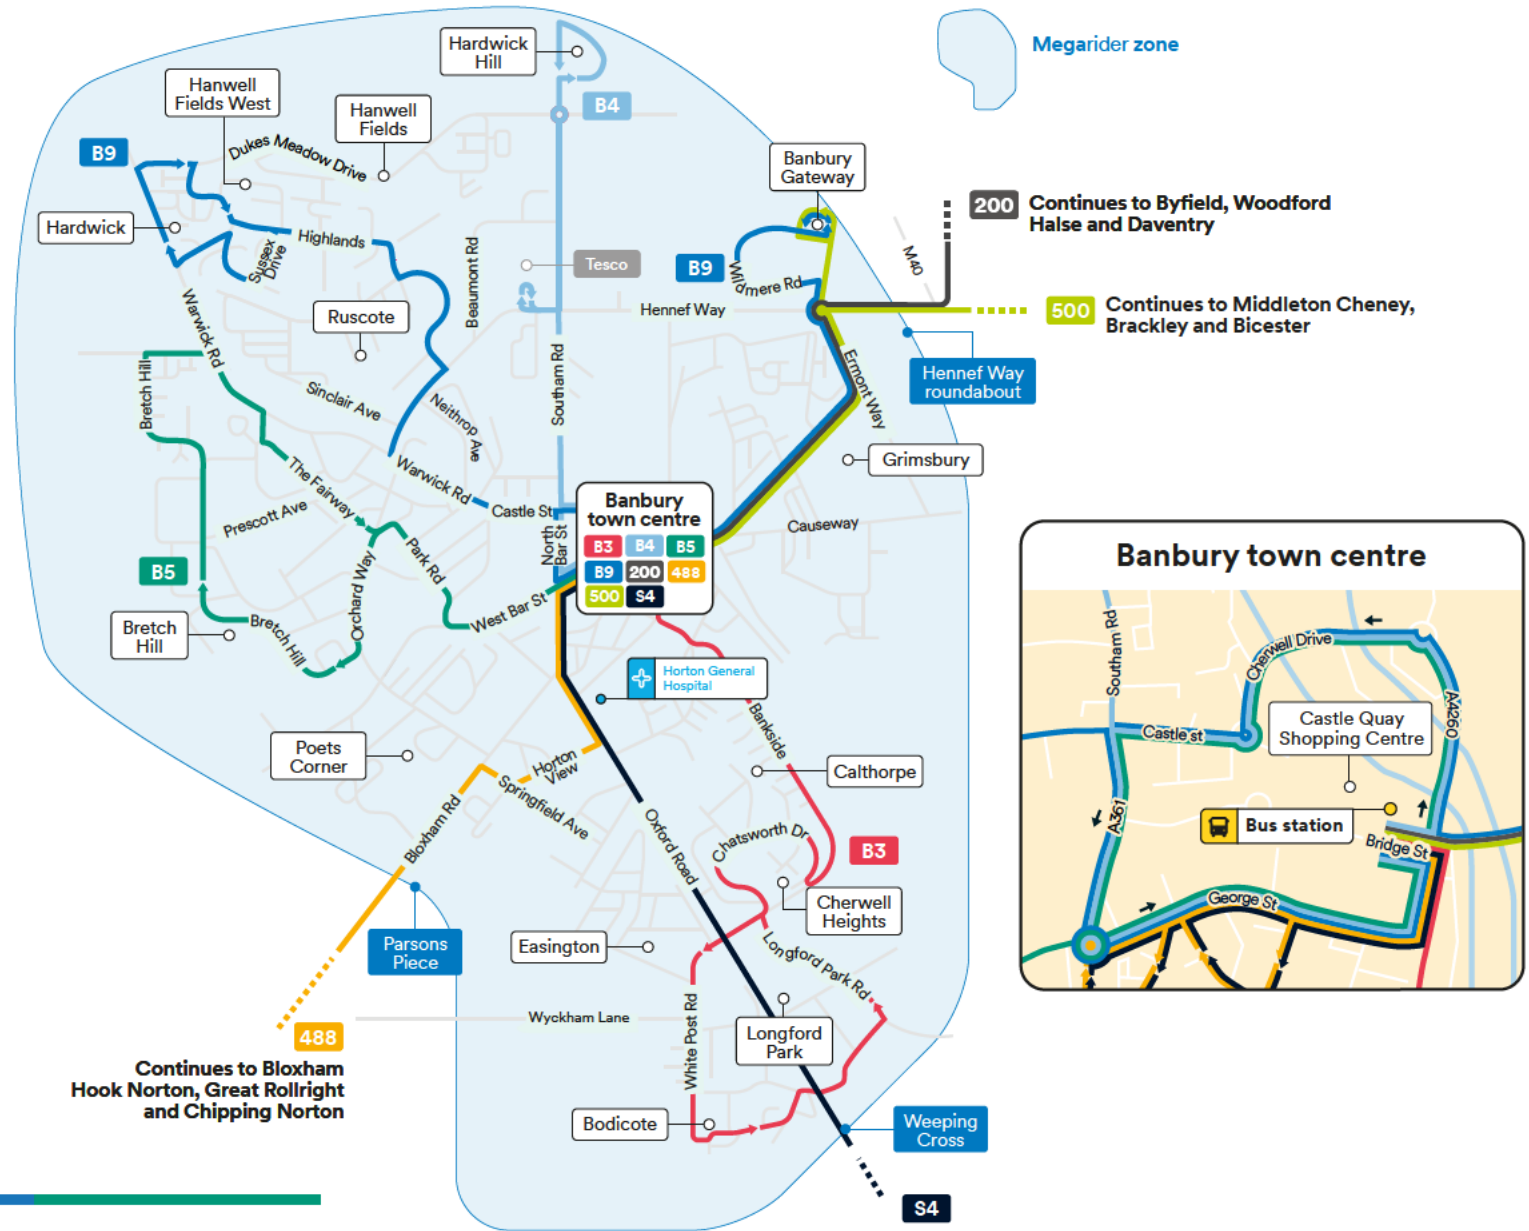 Hardwick
Hill
Megarider zone
Hanwell
Fields West
Hanwell
Fields
B4
B9
Dukes Meadow Drive
Banbury
Gateway
200
Continues to Byfield, Woodford
Halse and Daventry
Hardwick
Highlands
Sussex
Drive
Beaumont Rd
Tesco
B9
Wildmere Rd
M40
Hennef Way
500
Continues to Middleton Cheney,
Brackley and Bicester
Ruscote
Warwick Rd
Bretch Hill
Southam Rd
Ermont Way
Hennef Way
roundabout
Sinclair Ave
Neithrop Ave
Grimsbury
Warwick Rd
The Fairway
Castle St
Prescott Ave
North
Bar St
Banbury
town centre
B3
B4
B5
B9
200
488
500
S4
Causeway
B5
Orchard Way
Park Rd
West Bar St
Bretch
Hill
Bretch Hill
Horton General
Hospital
Bankside
Poets
Corner
Horton
View
Calthorpe
Springfield Ave
Bloxham Rd
Oxford Road
Chatsworth Dr
B3
Cherwell
Heights
Parsons
Piece
Easington
Longford Park Rd
White Post Rd
Wyckham Lane
Longford
Park
488
Continues to Bloxham
Hook Norton, Great Rollright
and Chipping Norton
Bodicote
Weeping
Cross
S4
Banbury town centre
Southam Rd
Cherwell Drive
A4260
Castle st
Castle Quay
Shopping Centre
A361
Bus station
Bridge St
George St